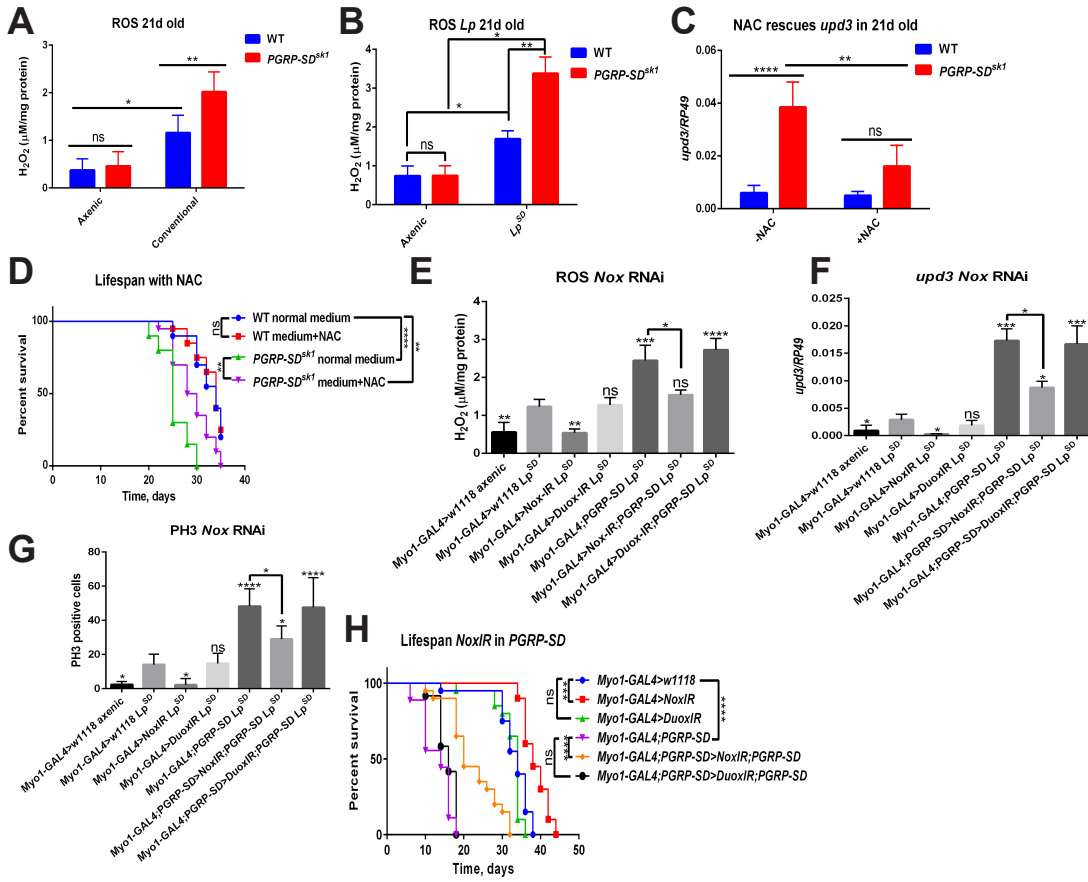 A
ROS 21d old
H2O2 (μM/mg protein)
3
2
1
0
Axenic
Conventional
ns
*
**
WT
PGRP-SDsk1
B
ROS Lp 21d old
H2O2 (μM/mg protein)
4
3
2
1
0
Axenic
LpSD
ns
*
*
**
WT
PGRP-SDsk1
C
NAC rescues upd3 in 21d old
upd3/RP49
0.06
0.04
0.02
0.00
-NAC
+NAC
****
**
ns
WT
PGRP-SDsk1
D
Lifespan with NAC
Percent survival
100
50
0
0
10
20
30
40
Time, days
WT normal medium
WT medium+NAC
PGRP-SDsk1 normal medium
PGRP-SDsk1 medium+NAC
ns
**
****
**
E
ROS Nox RNAi
H2O2 (μM/mg protein)
4
3
2
1
0
**
**
ns
***
*
ns
****
Myo1-GAL4>w1118 axenic
Myo1-GAL4>w1118 LpSD
Myo1-GAL4>Nox-IR LpSD
Myo1-GAL4>Duox-IR LpSD
Myo1-GAL4;PGRP-SD LpSD
Myo1-GAL4>Nox-IR;PGRP-SD LpSD
Myo1-GAL4>Duox-IR;PGRP-SD LpSD
F
upd3 Nox RNAi
upd3/RP49
0.025
0.020
0.015
0.010
0.005
0.000
*
*
ns
***
*
*
***
Myo1-GAL4>w1118 axenic
Myo1-GAL4>w1118 LpSD
Myo1-GAL4>NoxIR LpSD
Myo1-GAL4>DuoxIR LpSD
Myo1-GAL4;PGRP-SD LpSD
Myo1-GAL4;PGRP-SD>NoxIR;PGRP-SD LpSD
Myo1-GAL4;PGRP-SD>DuoxIR;PGRP-SD LpSD
G
PH3 Nox RNAi
PH3 positive cells
80
60
40
20
0
*
*
ns
****
*
*
****
Myo1-GAL4>w1118 axenic
Myo1-GAL4>w1118 LpSD
Myo1-GAL4>NoxIR LpSD
Myo1-GAL4>DuoxIR LpSD
Myo1-GAL4;PGRP-SD LpSD
Myo1-GAL4;PGRP-SD>NoxIR;PGRP-SD LpSD
Myo1-GAL4;PGRP-SD>DuoxIR;PGRP-SD LpSD
H
Lifespan NoxIR in PGRP-SD
Percent survival
100
50
0
0
10
20
30
40
50
Time, days
Myo1-GAL4>w1118
Myo1-GAL4>NoxIR
Myo1-GAL4>DuoxIR
Myo1-GAL4;PGRP-SD
Myo1-GAL4;PGRP-SD>NoxIR;PGRP-SD
Myo1-GAL4;PGRP-SD>DuoxIR;PGRP-SD
ns
****
ns
****
****